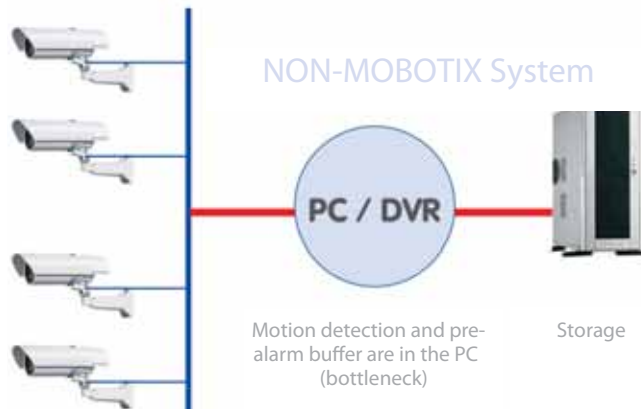 NON-MOBOTIX System
PC / DVR
Motion detection and pre-
alarm buffer are in the PC
(bottleneck)
Storage